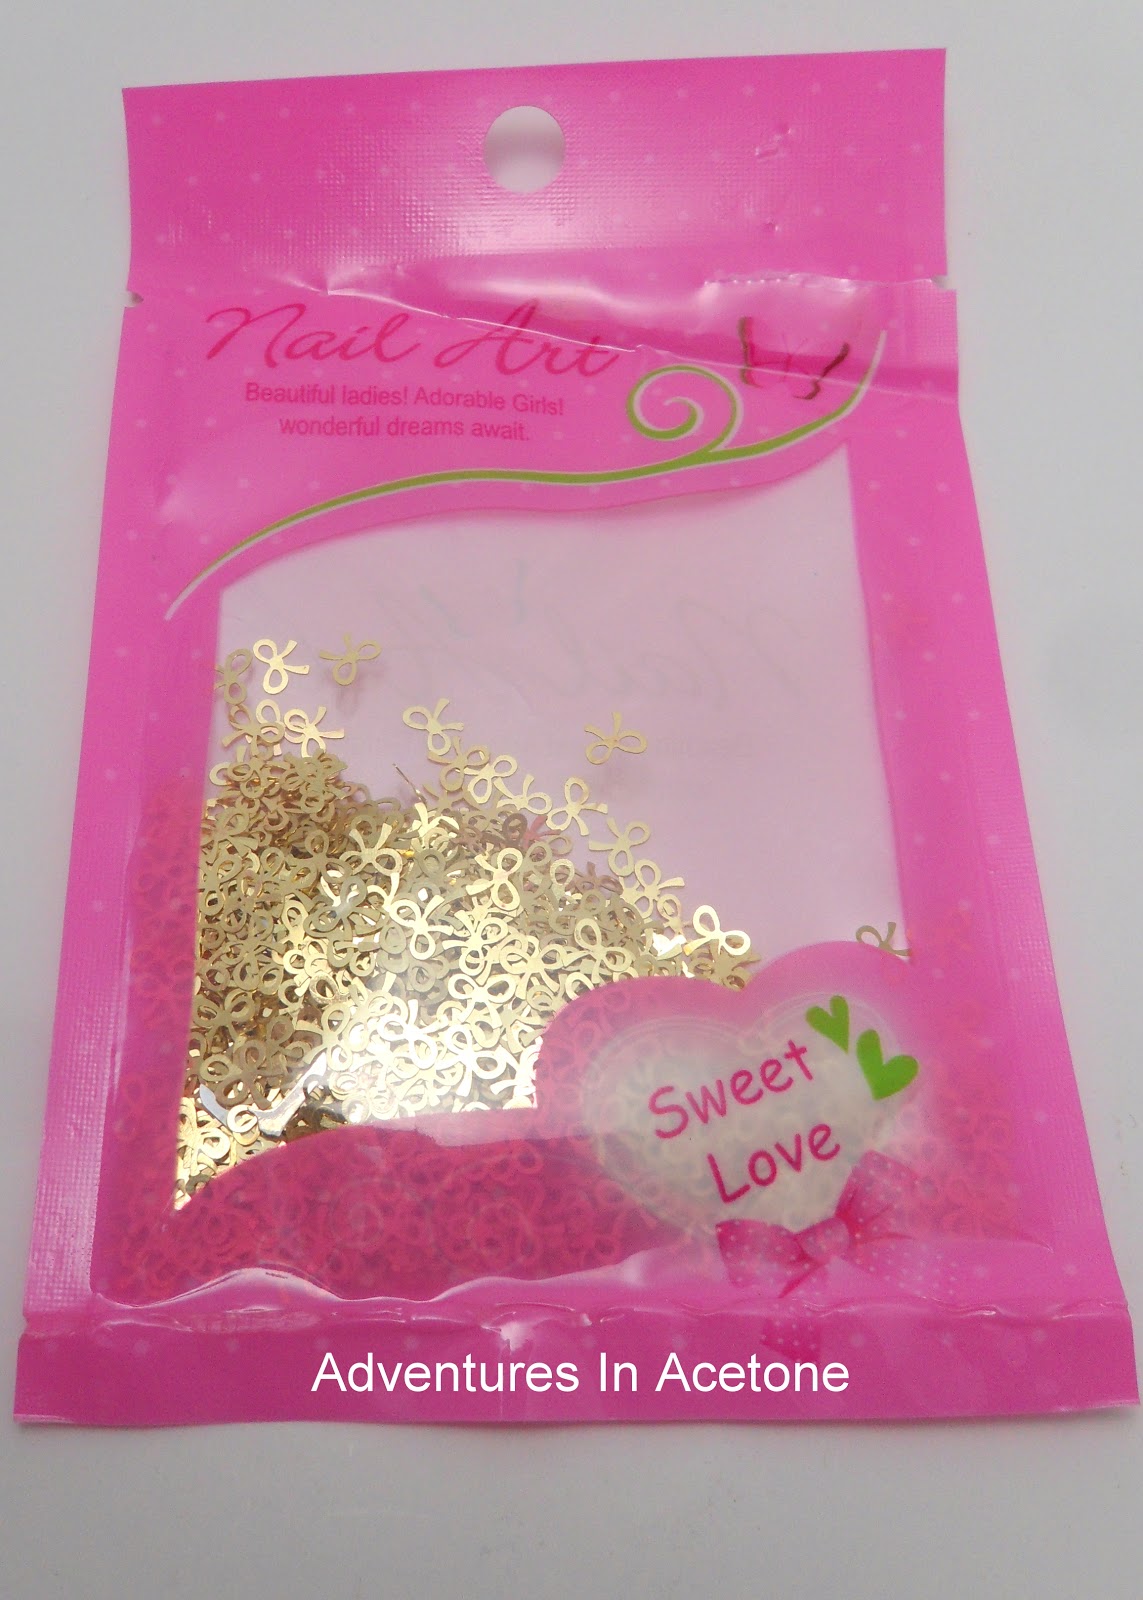 Nail Art
Beautiful ladies! Adorable Girls!
wonderful dreams await.
Sweet
Love
Adventures In Acetone